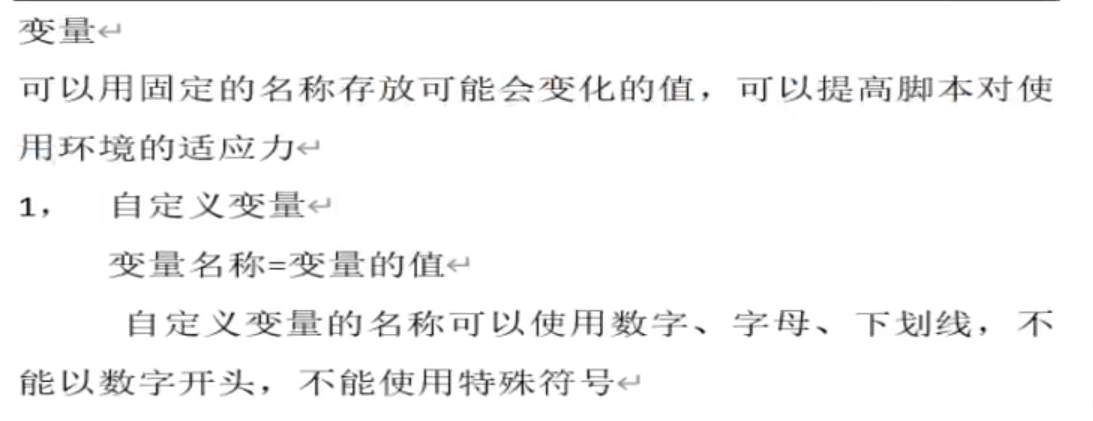 变量
可以用固定的名称存放可能会变化的值，可以提高脚本对使
用环境的适应力
1， 自定义变量
变量名称=变量的值
自定义变量的名称可以使用数字、字母、下划线，不
能以数字开头，不能使用特殊符号